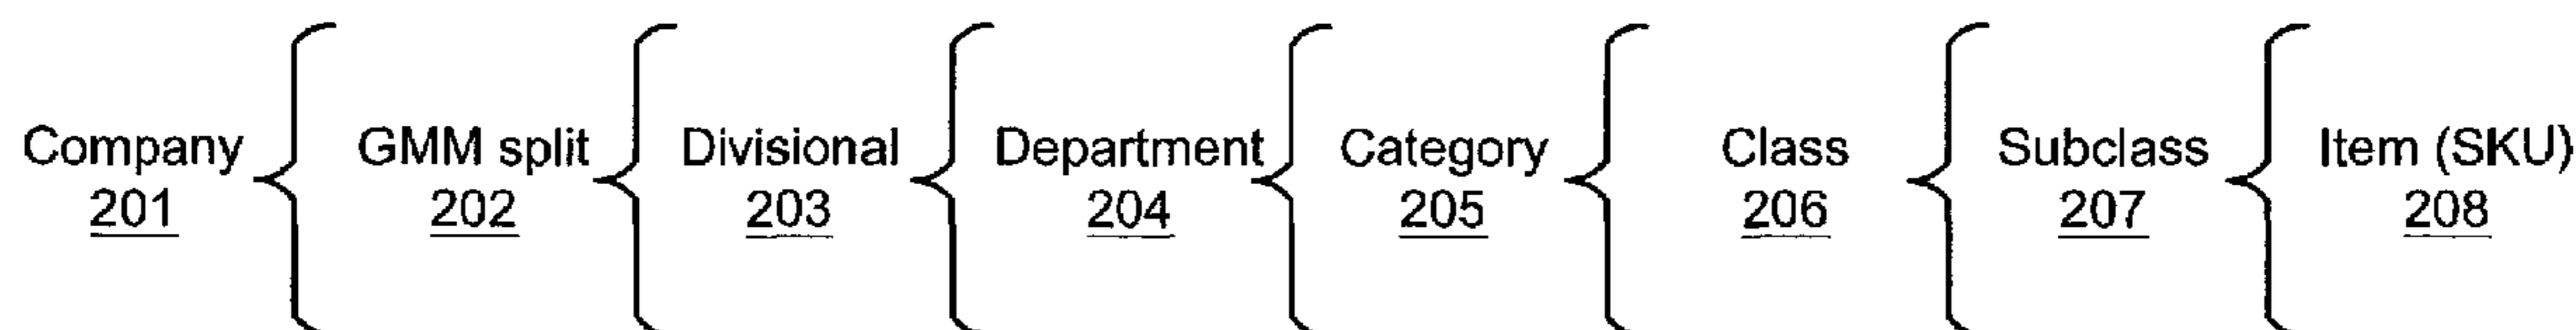 Company GMM split Divisional Department Category Class Subclass Item (SKU)
201 202 203 204 205 206 207 208